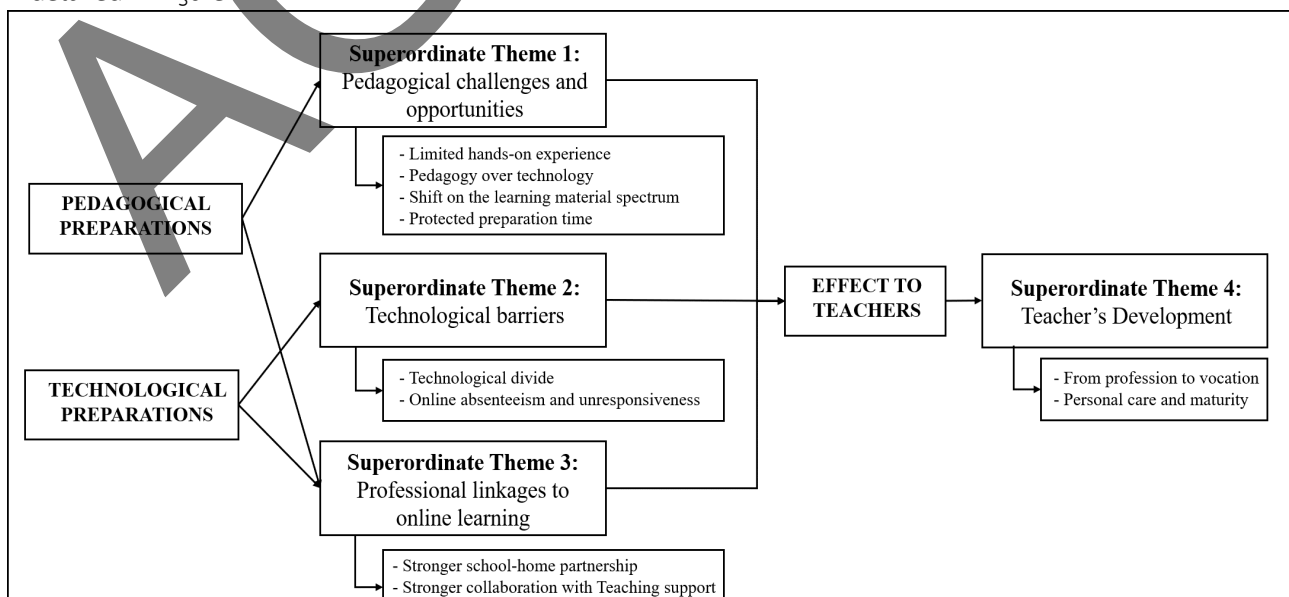 Superordinate Theme 1:
Pedagogical challenges and
opportunities
- Limited hands-on experience
- Pedagogy over technology
- Shift on the learning material spectrum
- Protected preparation time
PEDAGOGICAL
PREPARATIONS
Superordinate Theme 2:
Technological barriers
- Technological divide
- Online absenteeism and unresponsiveness
TECHNOLOGICAL
PREPARATIONS
Superordinate Theme 3:
Professional linkages to
online learning
- Stronger school-home partnership
- Stronger collaboration with Teaching support
EFFECT TO
TEACHERS
Superordinate Theme 4:
Teacher’s Development
- From profession to vocation
- Personal care and maturity